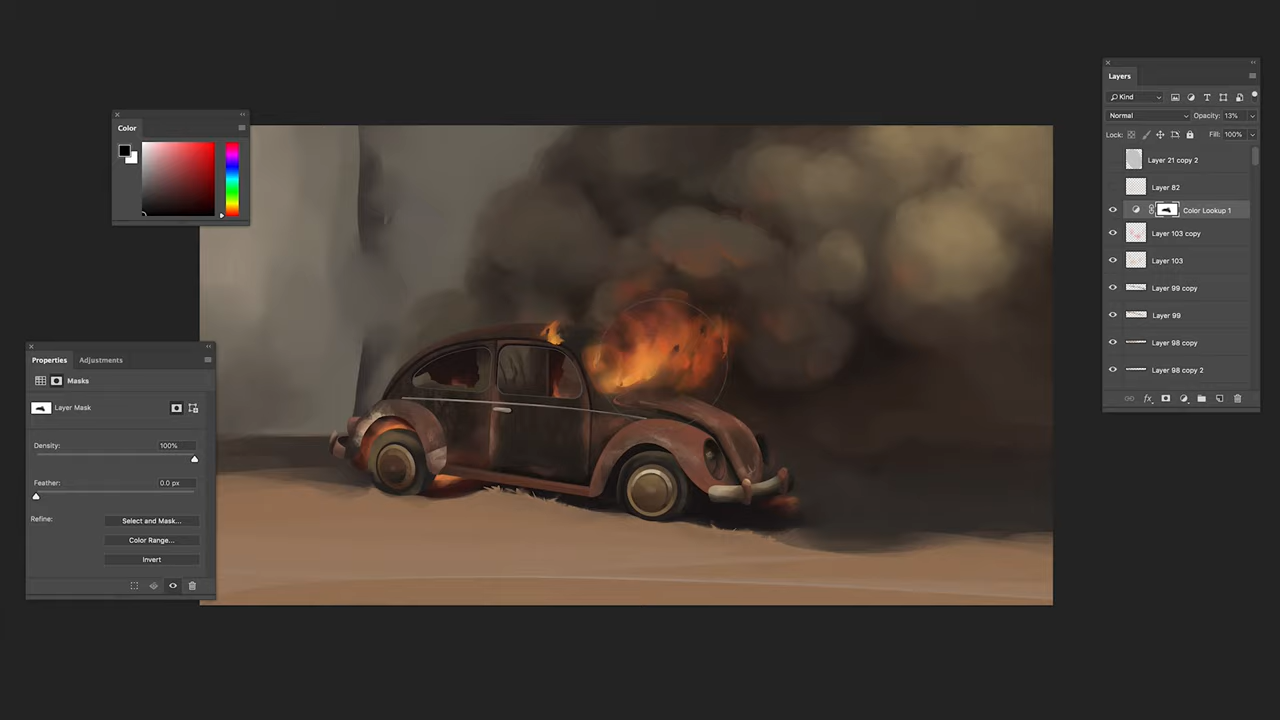 Color
Properties
Adjustments
Masks
Layer Mask
Density:
100%
Feather:
0.0 px
Refine:
Select and Mask...
Color Range...
Invert
Layers
Kind
Normal
Opacity: 13%
Lock:
Fill: 100%
Layer 21 copy 2
Layer 82
Color Lookup 1
Layer 103 copy
Layer 103
Layer 99 copy
Layer 99
Layer 98 copy
Layer 98 copy 2
fx